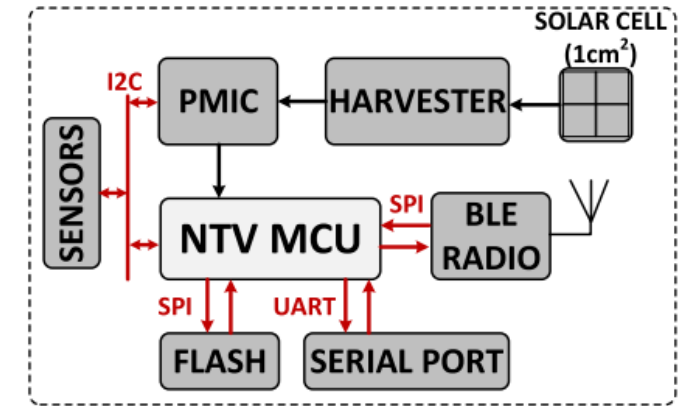 SOLAR CELL
(1cm²)
I2C
PMIC
HARVESTER
SENSORS
NTV MCU
SPI
BLE
RADIO
SPI
UART
FLASH
SERIAL PORT